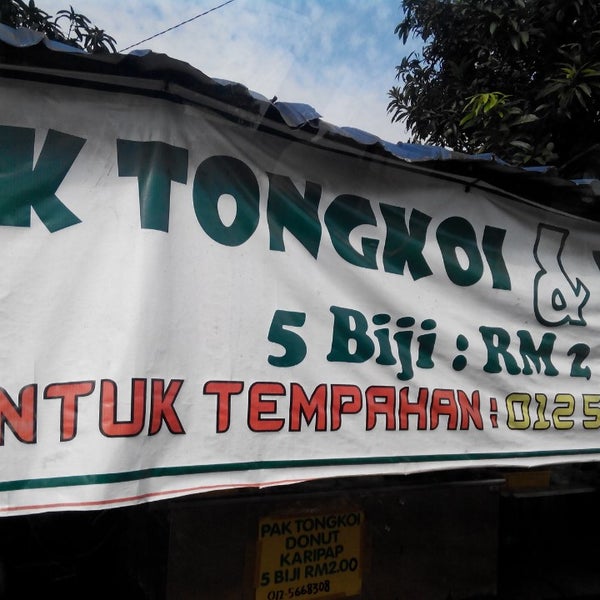 K TONGKOI &
5 Biji : RM 2
NTUK TEMPAHAN : 012 5
PAK TONGKOI
DONUT
KARIPAP
5 BIJI RM2.00
012-5668308